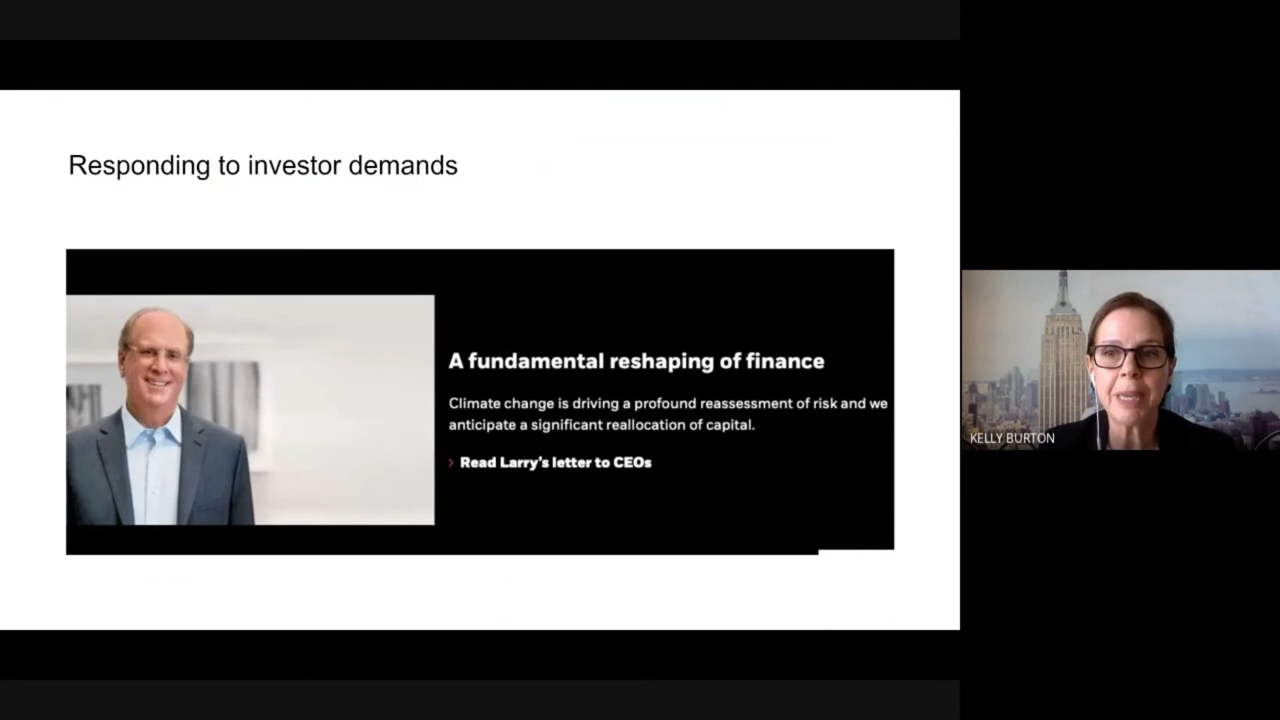 Responding to investor demands
A fundamental reshaping of finance
Climate change is driving a profound reassessment of risk and we
anticipate a significant reallocation of capital.
› Read Larry's letter to CEOs
KELLY BURTON